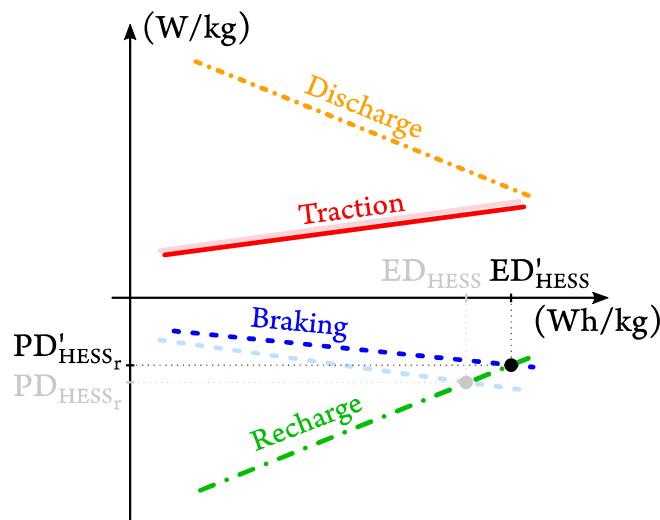 (W/kg)
Discharge
Traction
ED_HESS ED'_HESS
(Wh/kg)
Braking
PD'_HESS_r
PD_HESS_r
Recharge